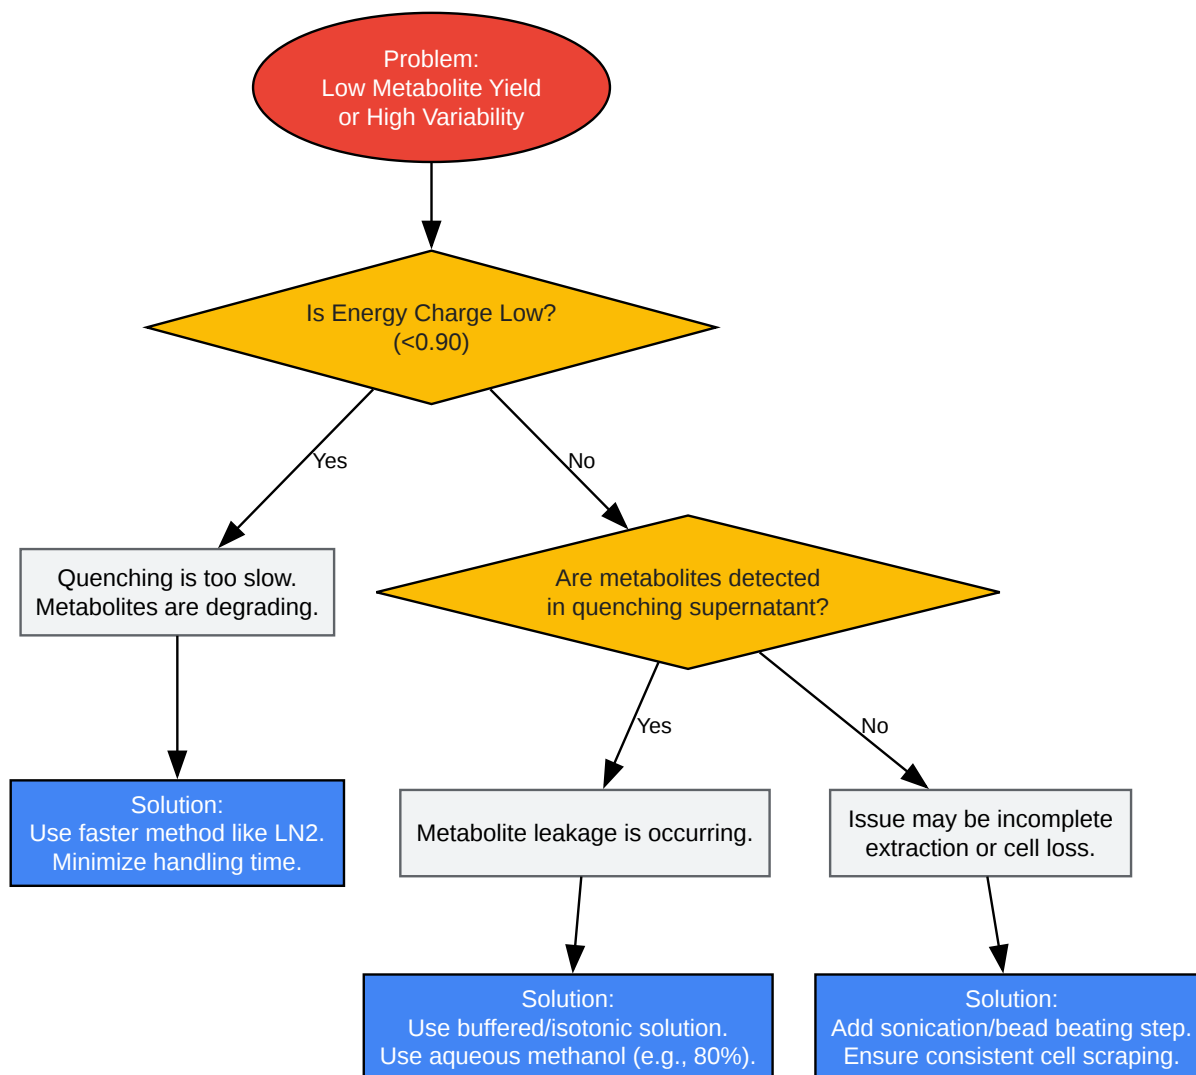 Problem:
Low Metabolite Yield
or High Variability
Is Energy Charge Low?
(<0.90)
Yes
No
Quenching is too slow.
Metabolites are degrading.
Are metabolites detected
in quenching supernatant?
Yes
No
Solution:
Use faster method like LN2.
Minimize handling time.
Metabolite leakage is occurring.
Issue may be incomplete
extraction or cell loss.
Solution:
Use buffered/isotonic solution.
Use aqueous methanol (e.g., 80%).
Solution:
Add sonication/bead beating step.
Ensure consistent cell scraping.